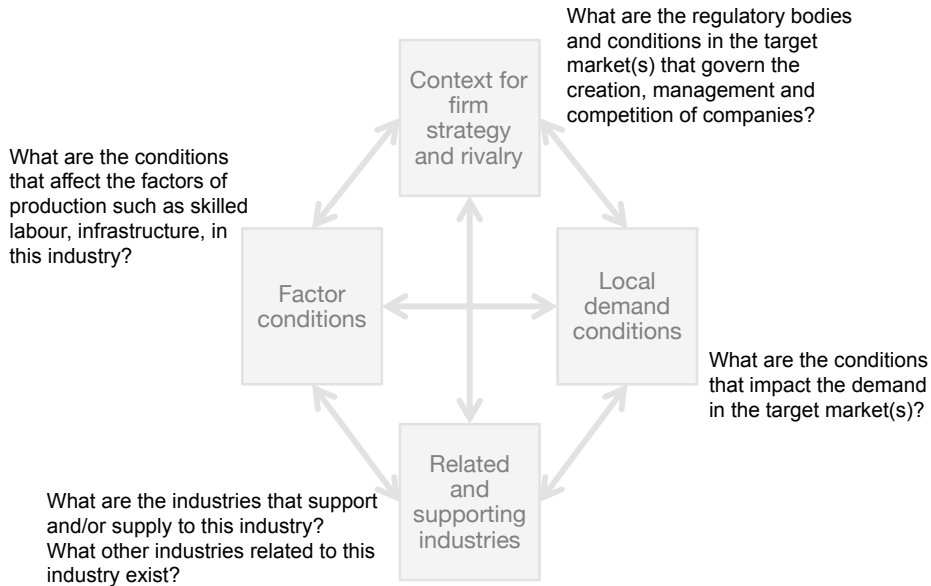 What are the regulatory bodies
and conditions in the target
market(s) that govern the
creation, management and
competition of companies?
Context for
firm
strategy
and rivalry
What are the conditions
that affect the factors of
production such as skilled
labour, infrastructure, in
this industry?
Factor
conditions
Local
demand
conditions
What are the conditions
that impact the demand
in the target market(s)?
Related
and
supporting
industries
What are the industries that support
and/or supply to this industry?
What other industries related to this
industry exist?